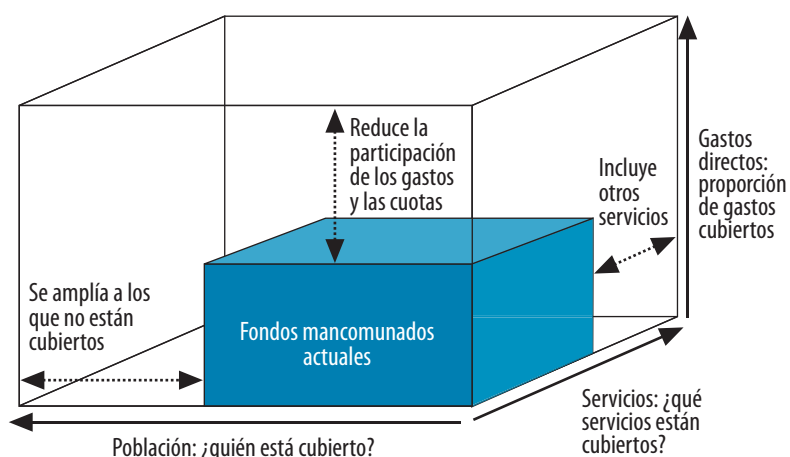 Reduce la
participación
de los gastos
y las cuotas
Incluye
otros
servicios
Gastos
directos:
proporción
de gastos
cubiertos
Se amplía a los
que no están
cubiertos
Fondos mancomunados
actuales
Servicios: ¿qué
servicios están
cubiertos?
Población: ¿quién está cubierto?